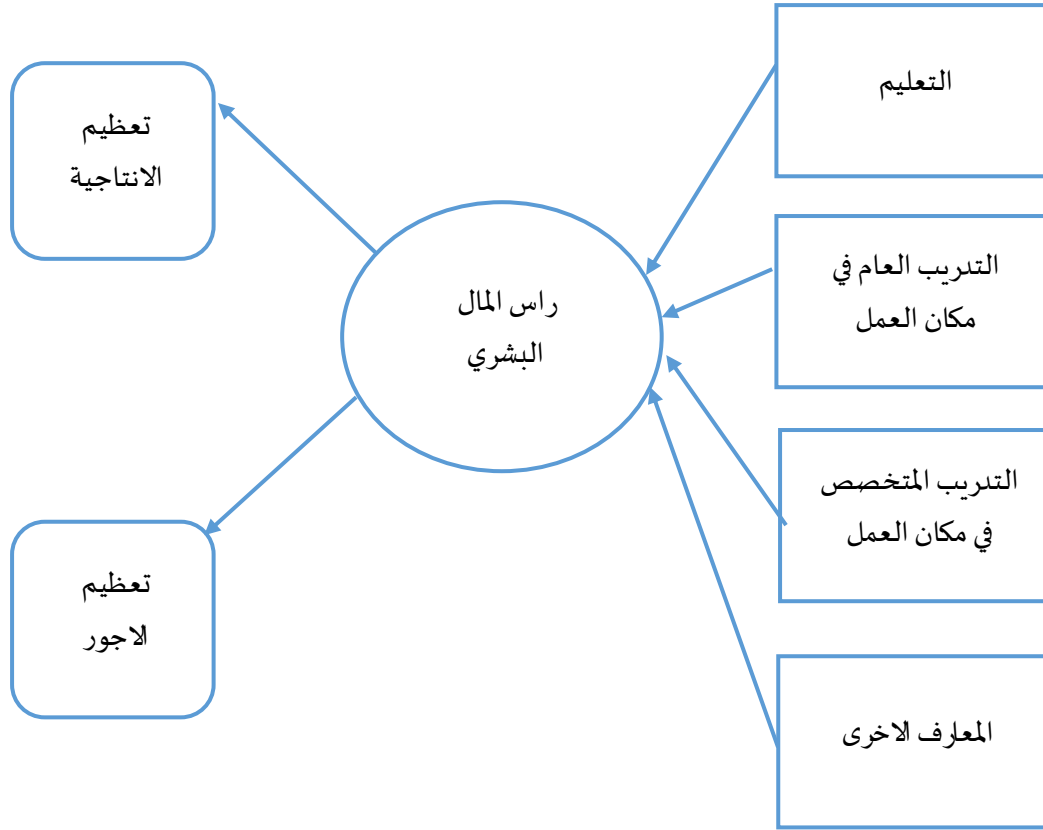 التعليم
التدريب العام في
مكان العمل
التدريب المتخصص
في مكان العمل
المعارف الاخرى
راس المال
البشري
تعظيم
الانتاجية
تعظيم
الاجور